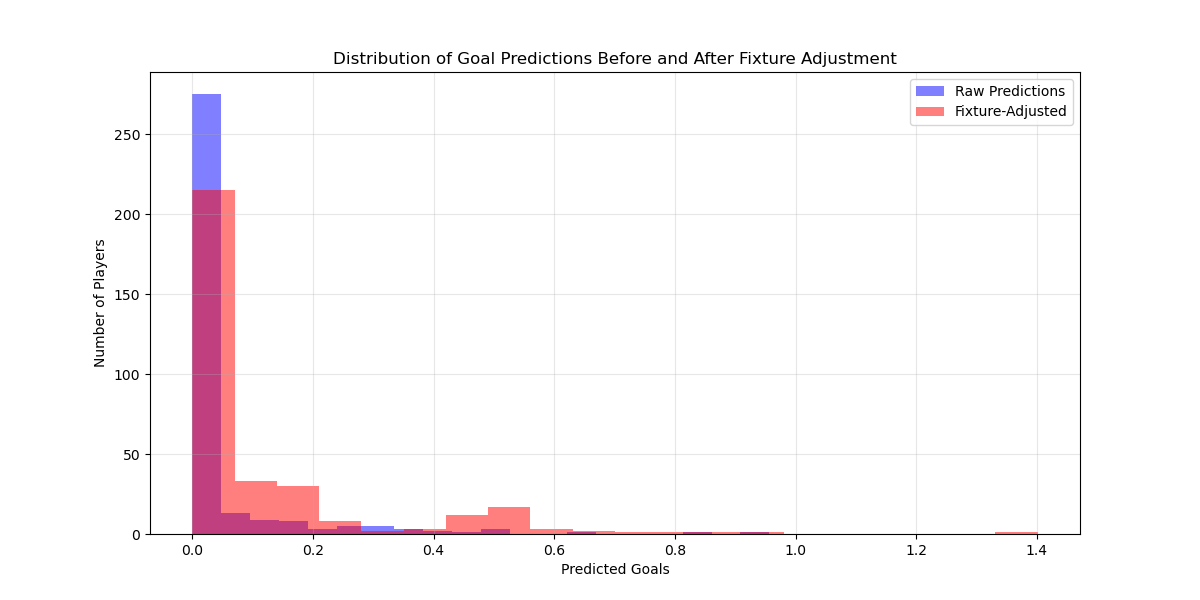 Distribution of Goal Predictions Before and After Fixture Adjustment
Raw Predictions
Fixture-Adjusted
Number of Players
250
200
150
100
50
0
0.0 0.2 0.4 0.6 0.8 1.0 1.2 1.4
Predicted Goals